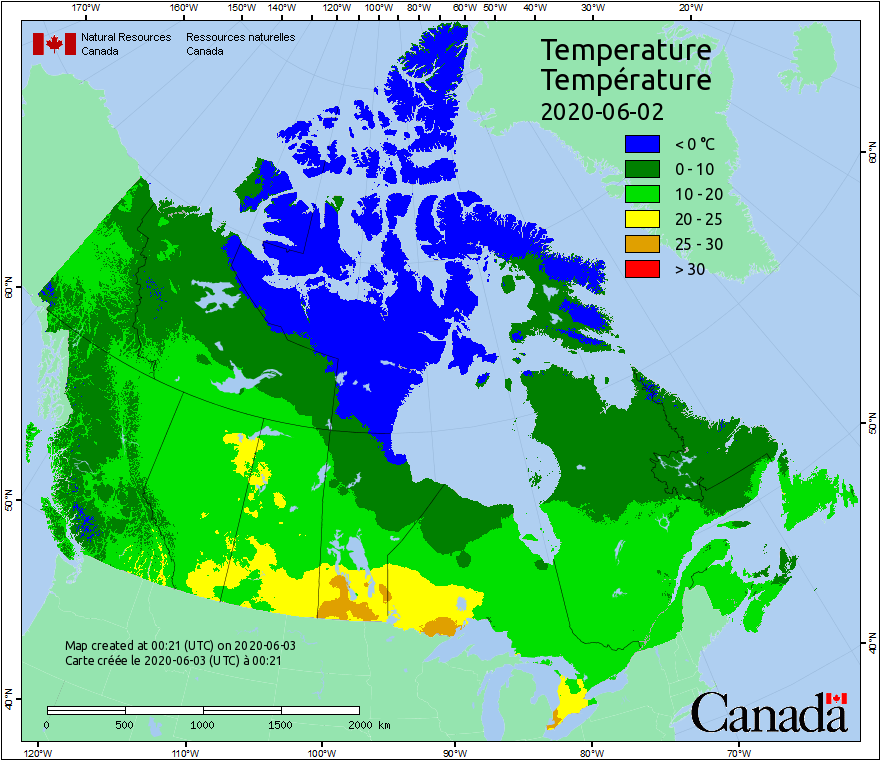 170°W 160°W 150°W 140°W 120°W 100°W 80°W 60°W 50°W 40°W 30°W 20°W
Natural Resources Canada
Ressources naturelles Canada
Temperature
Température
2020-06-02
< 0 °C
0 - 10
10 - 20
20 - 25
25 - 30
> 30
60°N
50°N
40°N
60°N
50°N
40°N
Map created at 00:21 (UTC) on 2020-06-03
Carte créée le 2020-06-03 (UTC) à 00:21
0 500 1000 1500 2000 km
Canada
120°W 110°W 100°W 90°W 80°W 70°W